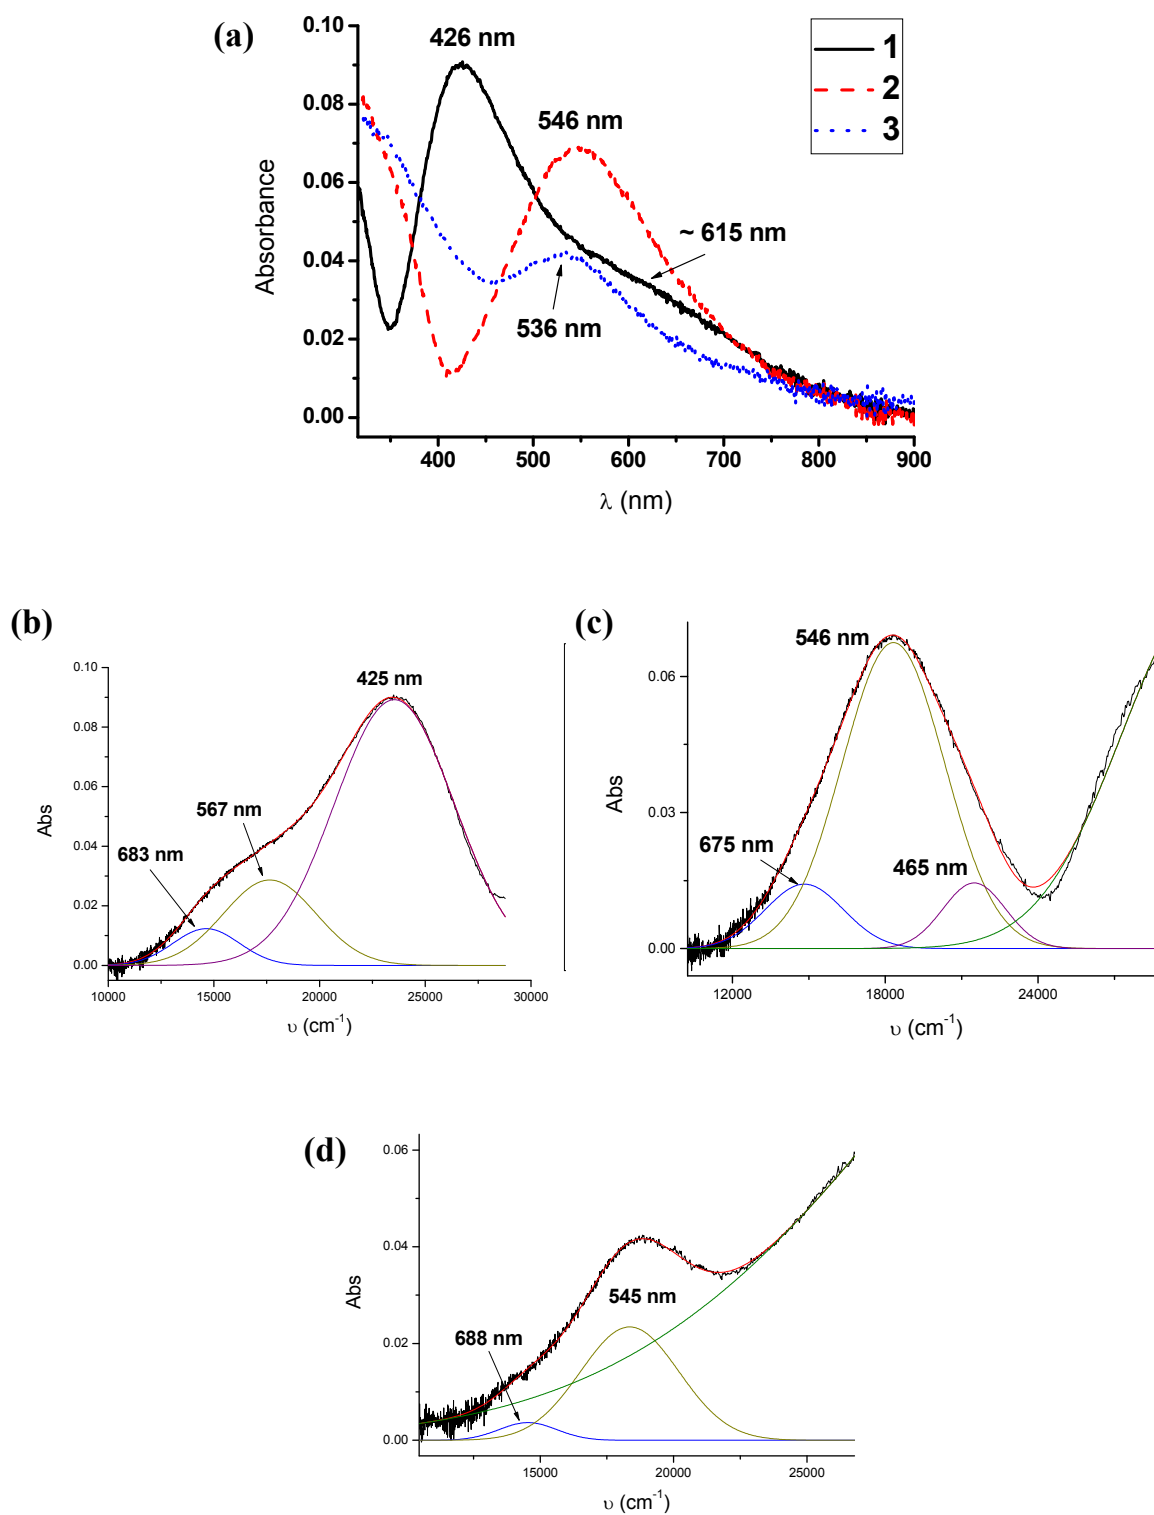 (a)
0.10
0.08
0.06
0.04
0.02
0.00
Absorbance
426 nm
546 nm
~ 615 nm
536 nm
1
2
3
400 500 600 700 800 900
λ (nm)
(b)
0.10
0.08
0.06
0.04
0.02
0.00
Abs
425 nm
567 nm
683 nm
10000 15000 20000 25000 30000
υ (cm⁻¹)
(c)
0.06
0.03
0.00
Abs
546 nm
675 nm
465 nm
12000 18000 24000
υ (cm⁻¹)
(d)
0.06
0.04
0.02
0.00
Abs
545 nm
688 nm
15000 20000 25000
υ (cm⁻¹)